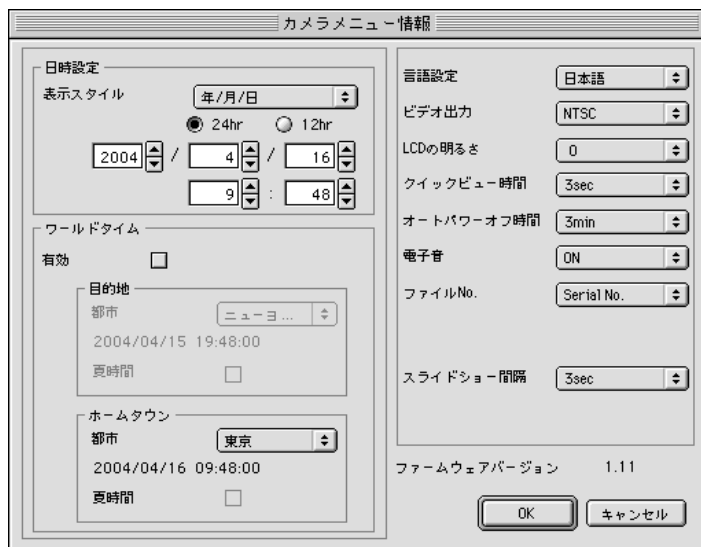 カメラメニュー情報
日時設定
表示スタイル 年/月/日
24hr 12hr
2004 / 4 / 16
9 : 48
ワールドタイム
有効
目的地
都市 ニューヨ...
2004/04/15 19:48:00
夏時間
ホームタウン
都市 東京
2004/04/16 09:48:00
夏時間
言語設定 日本語
ビデオ出力 NTSC
LCDの明るさ 0
クイックビュー時間 3sec
オートパワーオフ時間 3min
電子音 ON
ファイルNo. Serial No.
スライドショー間隔 3sec
ファームウェアバージョン 1.11
OK キャンセル